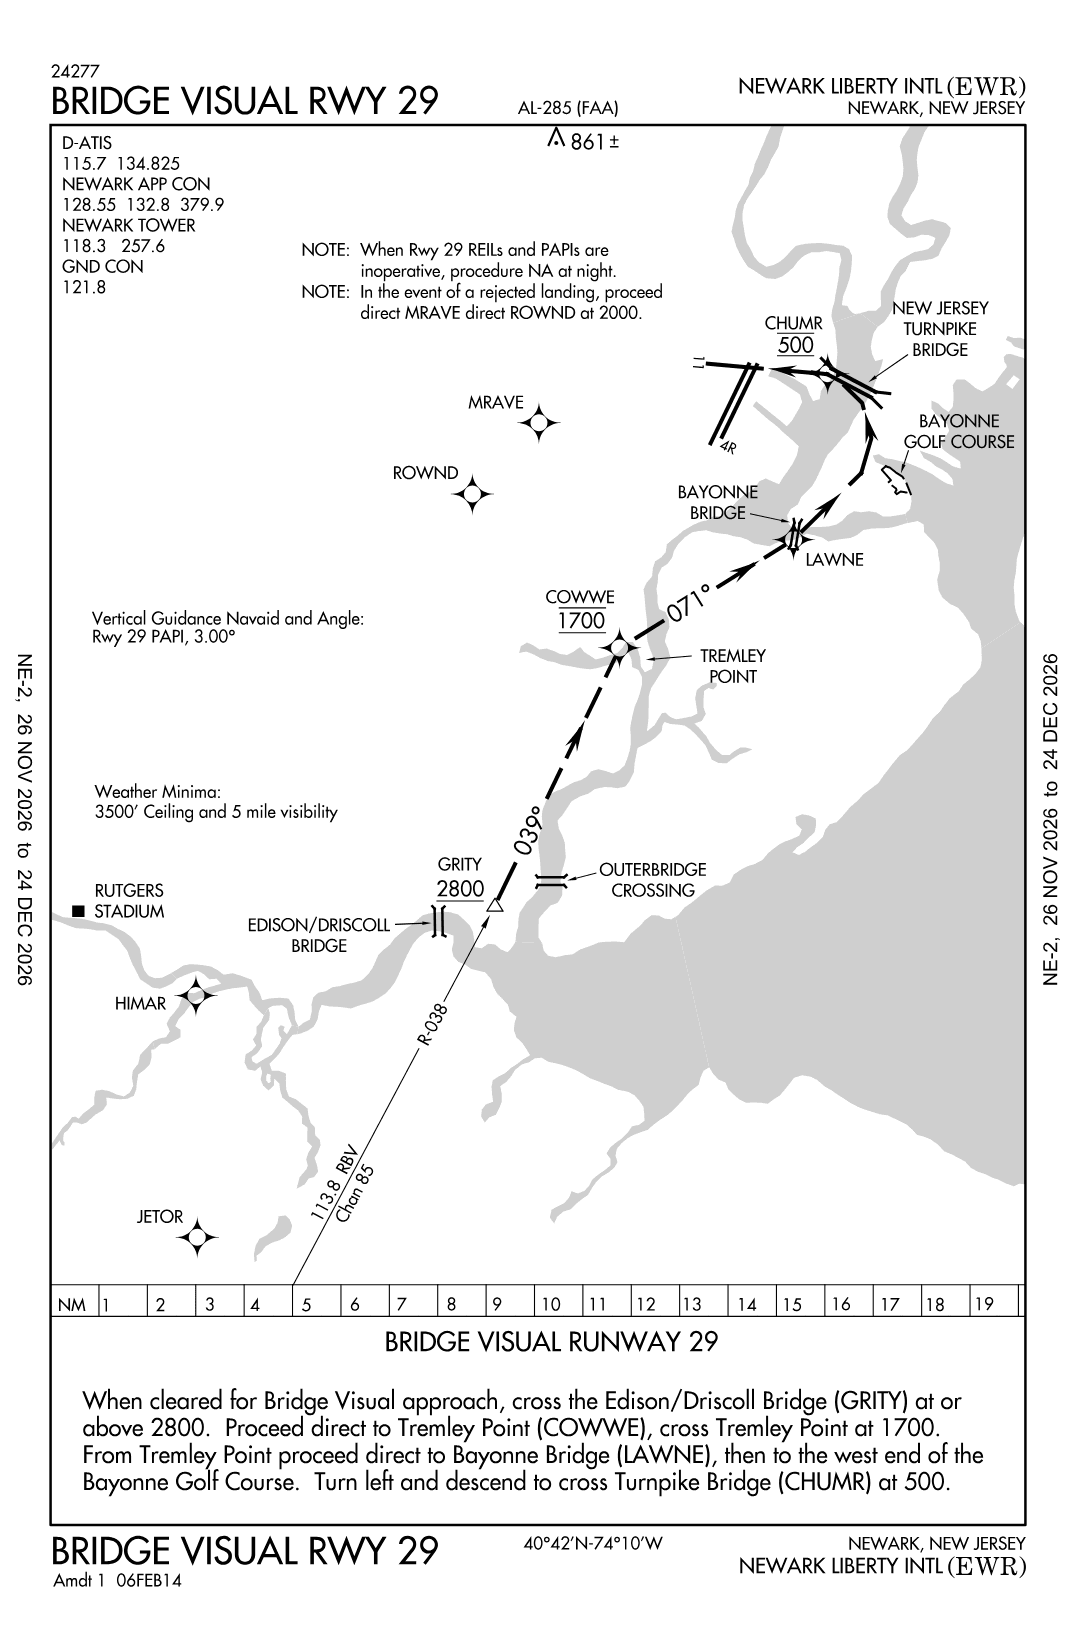 24277
BRIDGE VISUAL RWY 29
AL-285 (FAA)
NEWARK LIBERTY INTL (EWR)
NEWARK, NEW JERSEY
D-ATIS
115.7 134.825
NEWARK APP CON
128.55 132.8 379.9
NEWARK TOWER
118.3 257.6
GND CON
121.8
861±
NOTE: When Rwy 29 REILs and PAPIs are
inoperative, procedure NA at night.
NOTE: In the event of a rejected landing, proceed
direct MRAVE direct ROWND at 2000.
CHUMR
500
NEW JERSEY
TURNPIKE
BRIDGE
11
4R
MRAVE
BAYONNE
GOLF COURSE
ROWND
BAYONNE
BRIDGE
LAWNE
COWWE
1700
071°
Vertical Guidance Navaid and Angle:
Rwy 29 PAPI, 3.00°
TREMLEY
POINT
Weather Minima:
3500' Ceiling and 5 mile visibility
039°
GRITY
2800
OUTERBRIDGE
CROSSING
RUTGERS
STADIUM
EDISON/DRISCOLL
BRIDGE
HIMAR
R-038
113.8 RBV
Chan 85
JETOR
NM 1 2 3 4 5 6 7 8 9 10 11 12 13 14 15 16 17 18 19
BRIDGE VISUAL RUNWAY 29
When cleared for Bridge Visual approach, cross the Edison/Driscoll Bridge (GRITY) at or
above 2800. Proceed direct to Tremley Point (COWWE), cross Tremley Point at 1700.
From Tremley Point proceed direct to Bayonne Bridge (LAWNE), then to the west end of the
Bayonne Golf Course. Turn left and descend to cross Turnpike Bridge (CHUMR) at 500.
BRIDGE VISUAL RWY 29
Amdt 1 06FEB14
40°42'N-74°10'W
NEWARK, NEW JERSEY
NEWARK LIBERTY INTL (EWR)
NE-2, 26 NOV 2026 to 24 DEC 2026
NE-2, 26 NOV 2026 to 24 DEC 2026